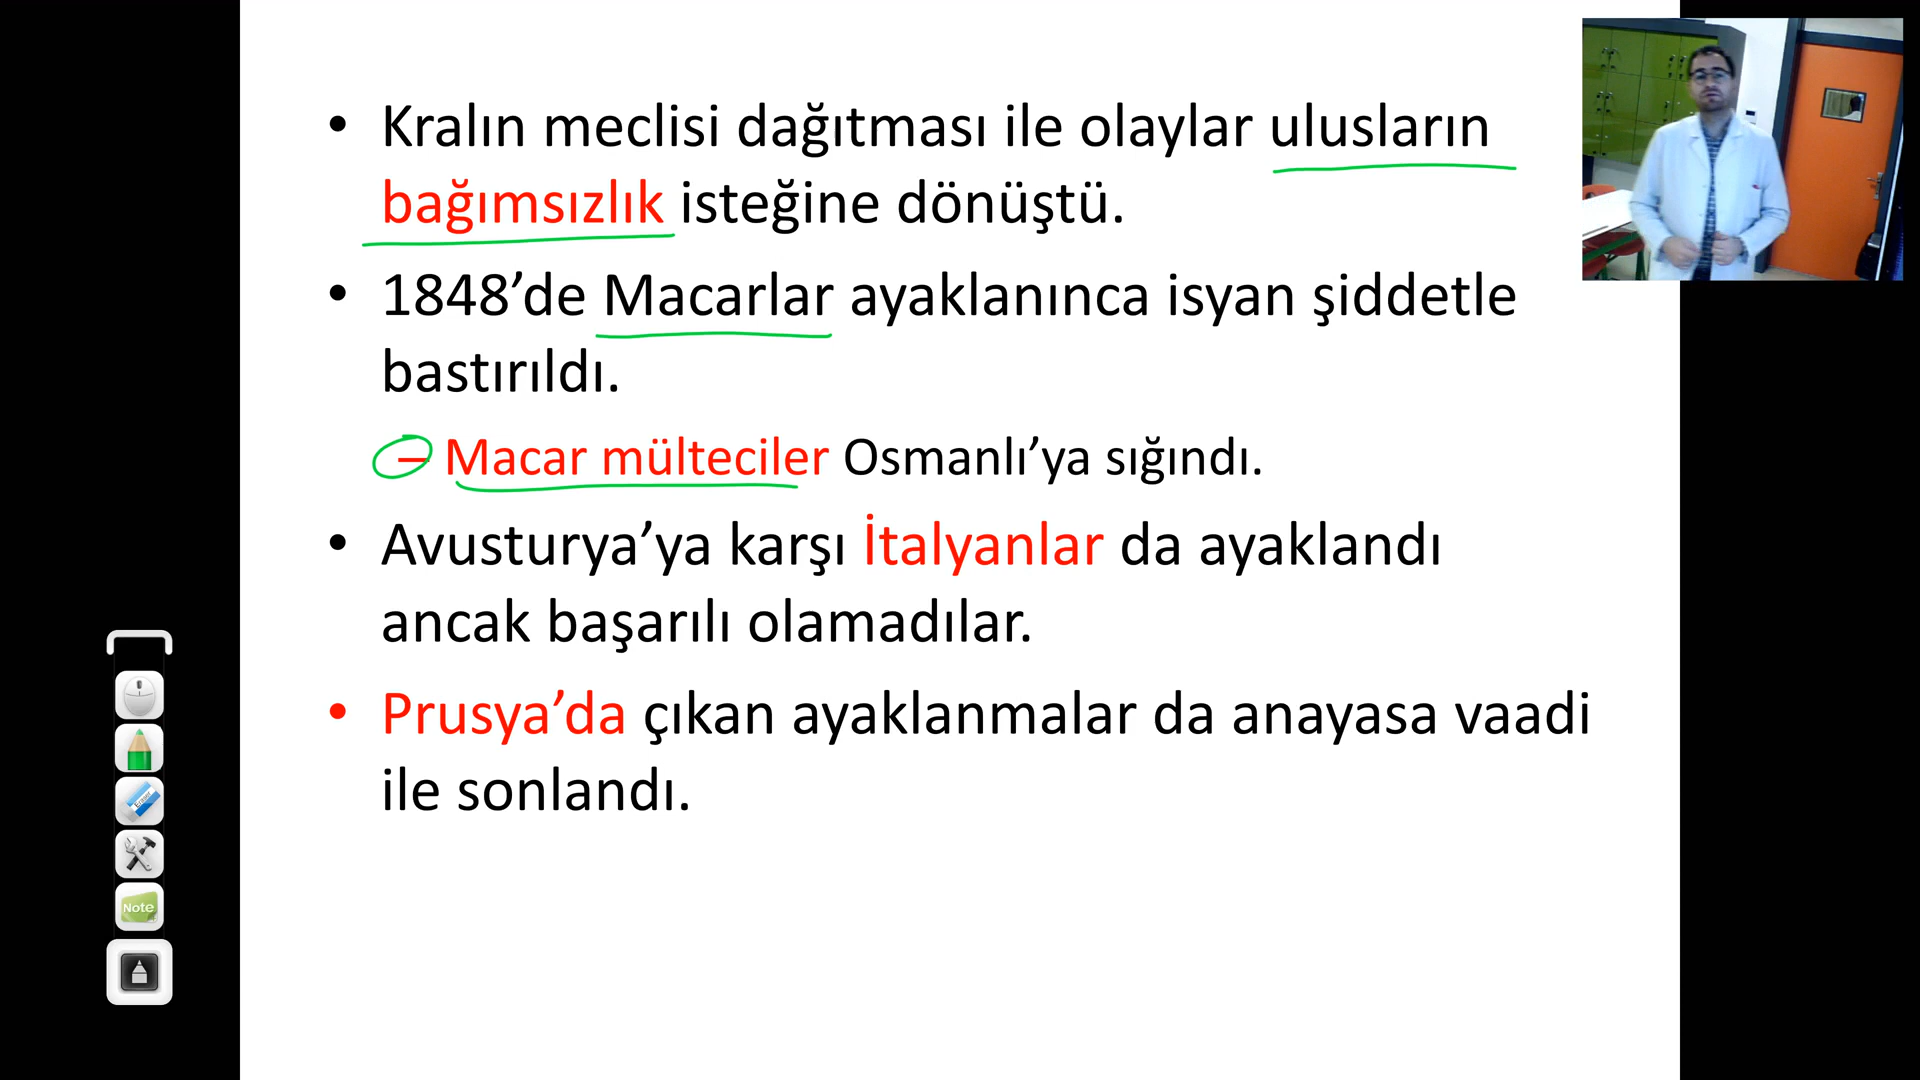 • Kralın meclisi dağıtması ile olaylar ulusların
bağımsızlık isteğine dönüştü.
• 1848’de Macarlar ayaklanınca isyan şiddetle
bastırıldı.
– Macar mülteciler Osmanlı’ya sığındı.
• Avusturya’ya karşı İtalyanlar da ayaklandı
ancak başarılı olamadılar.
• Prusya’da çıkan ayaklanmalar da anayasa vaadi
ile sonlandı.
Note